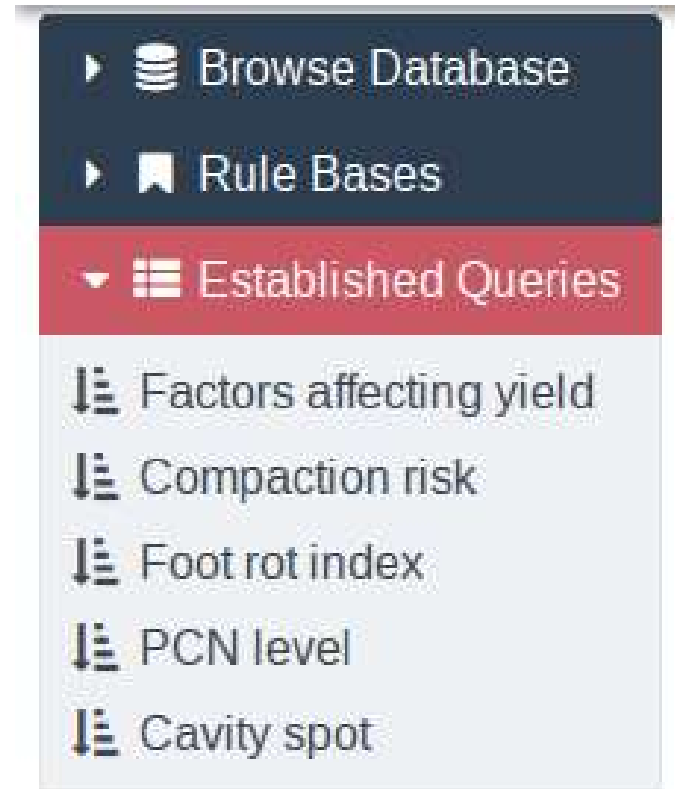 Browse Database
Rule Bases
Established Queries
Factors affecting yield
Compaction risk
Foot rot index
PCN level
Cavity spot